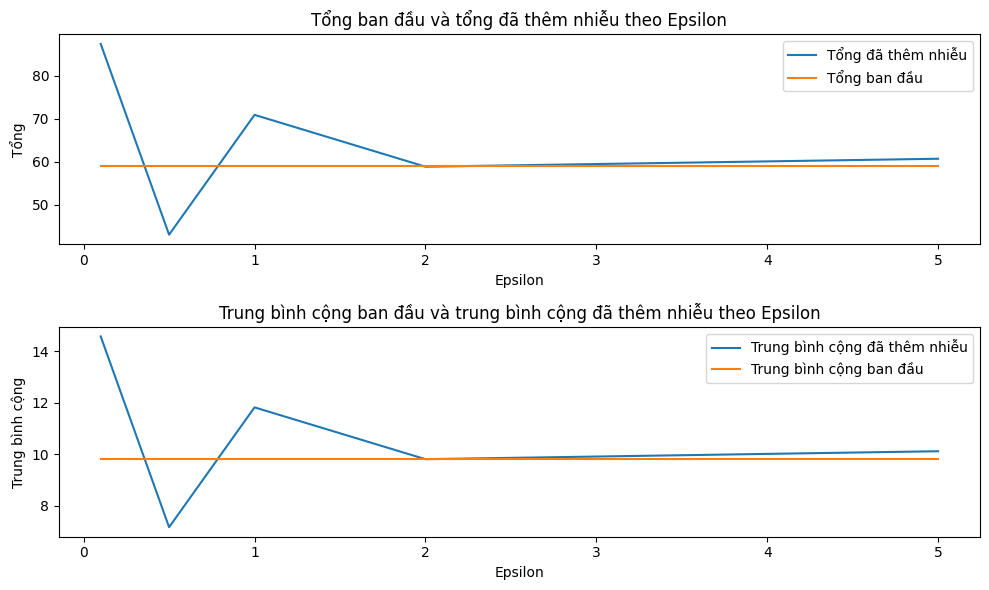 Tổng ban đầu và tổng đã thêm nhiễu theo Epsilon
Tổng đã thêm nhiễu
Tổng ban đầu
Tổng
80
70
60
50
0 1 2 3 4 5
Epsilon
Trung bình cộng ban đầu và trung bình cộng đã thêm nhiễu theo Epsilon
Trung bình cộng đã thêm nhiễu
Trung bình cộng ban đầu
Trung bình cộng
14
12
10
8
0 1 2 3 4 5
Epsilon